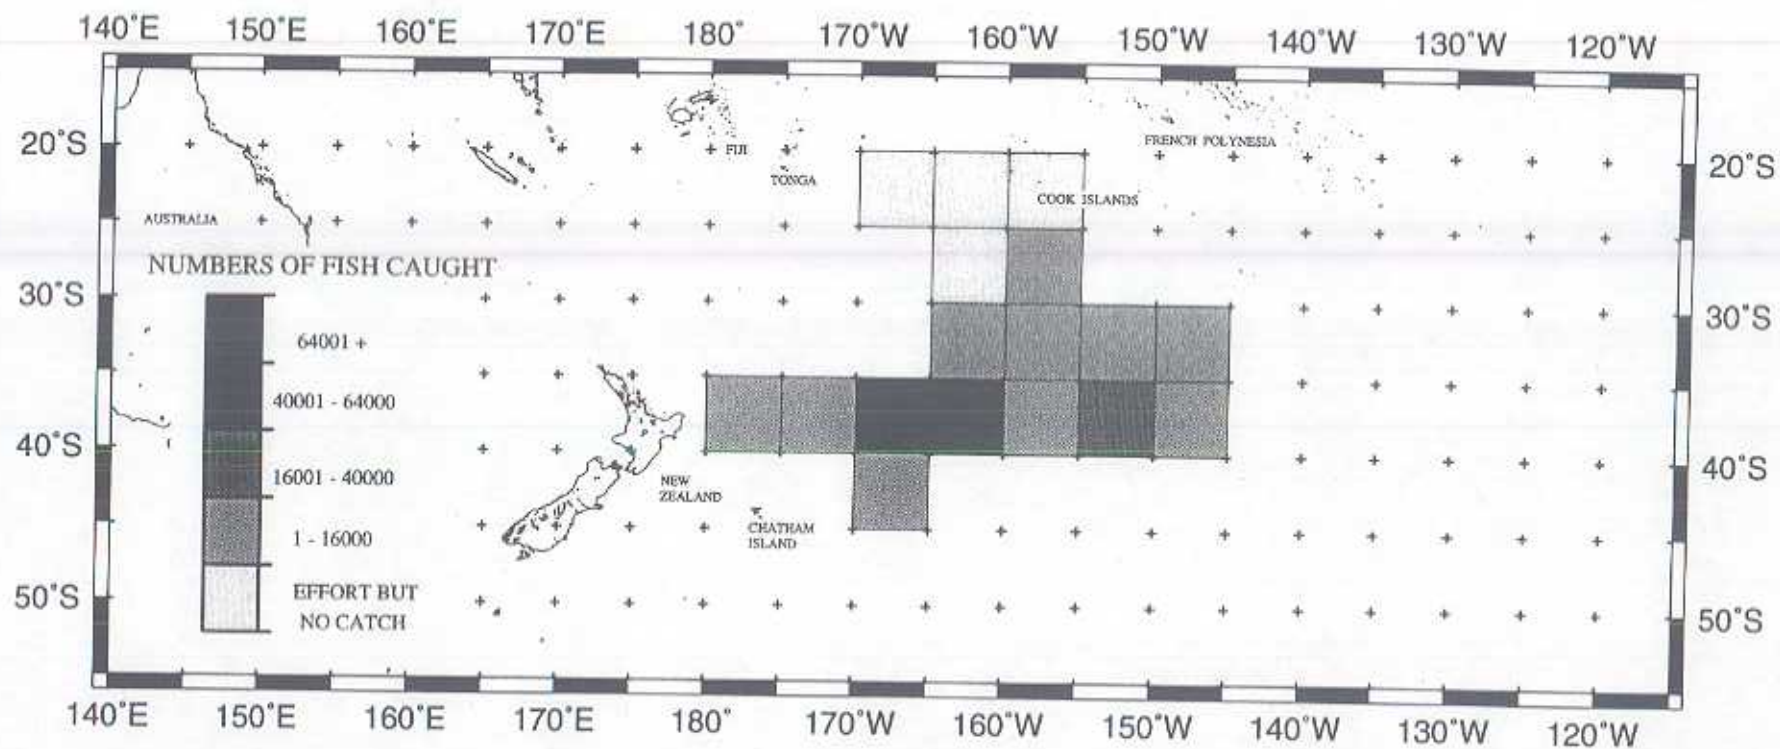 140°E 150°E 160°E 170°E 180° 170°W 160°W 150°W 140°W 130°W 120°W
20°S
FIJI
FRENCH POLYNESIA
20°S
TONGA
COOK ISLANDS
AUSTRALIA
NUMBERS OF FISH CAUGHT
30°S
30°S
64001 +
40001 - 64000
40°S
40°S
16001 - 40000
NEW
ZEALAND
CHATHAM
ISLAND
1 - 16000
EFFORT BUT
NO CATCH
50°S
50°S
140°E 150°E 160°E 170°E 180° 170°W 160°W 150°W 140°W 130°W 120°W